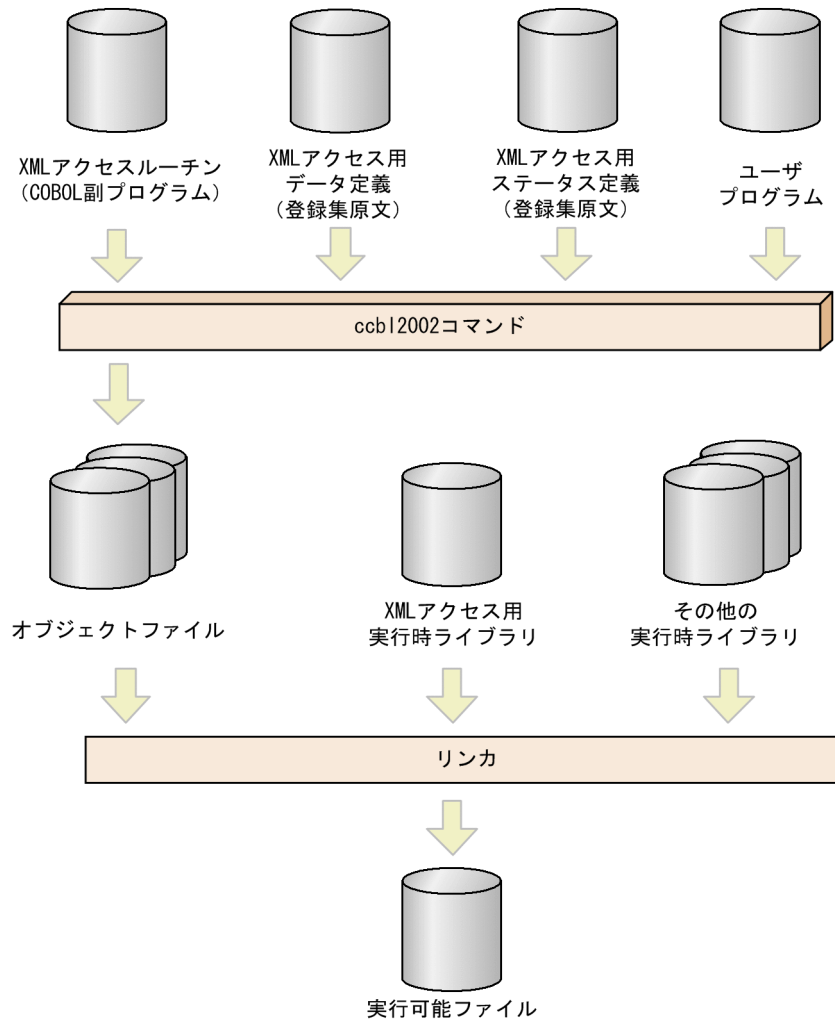 XMLアクセスルーチン
（COBOL副プログラム）
XMLアクセス用
データ定義
（登録集原文）
XMLアクセス用
ステータス定義
（登録集原文）
ユーザ
プログラム
ccbl2002コマンド
オブジェクトファイル
XMLアクセス用
実行時ライブラリ
その他の
実行時ライブラリ
リンカ
実行可能ファイル